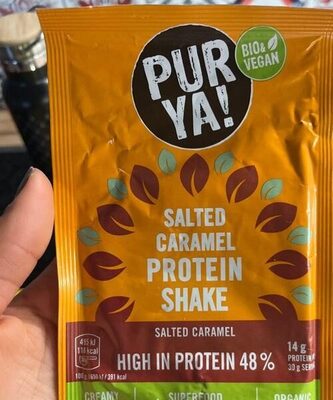 PUR
YA!
BIO &
VEGAN
SALTED
CARAMEL
PROTEIN
SHAKE
SALTED CARAMEL
HIGH IN PROTEIN 48%
14 g
30 g
CREAMY SUPERFOOD ORGANIC